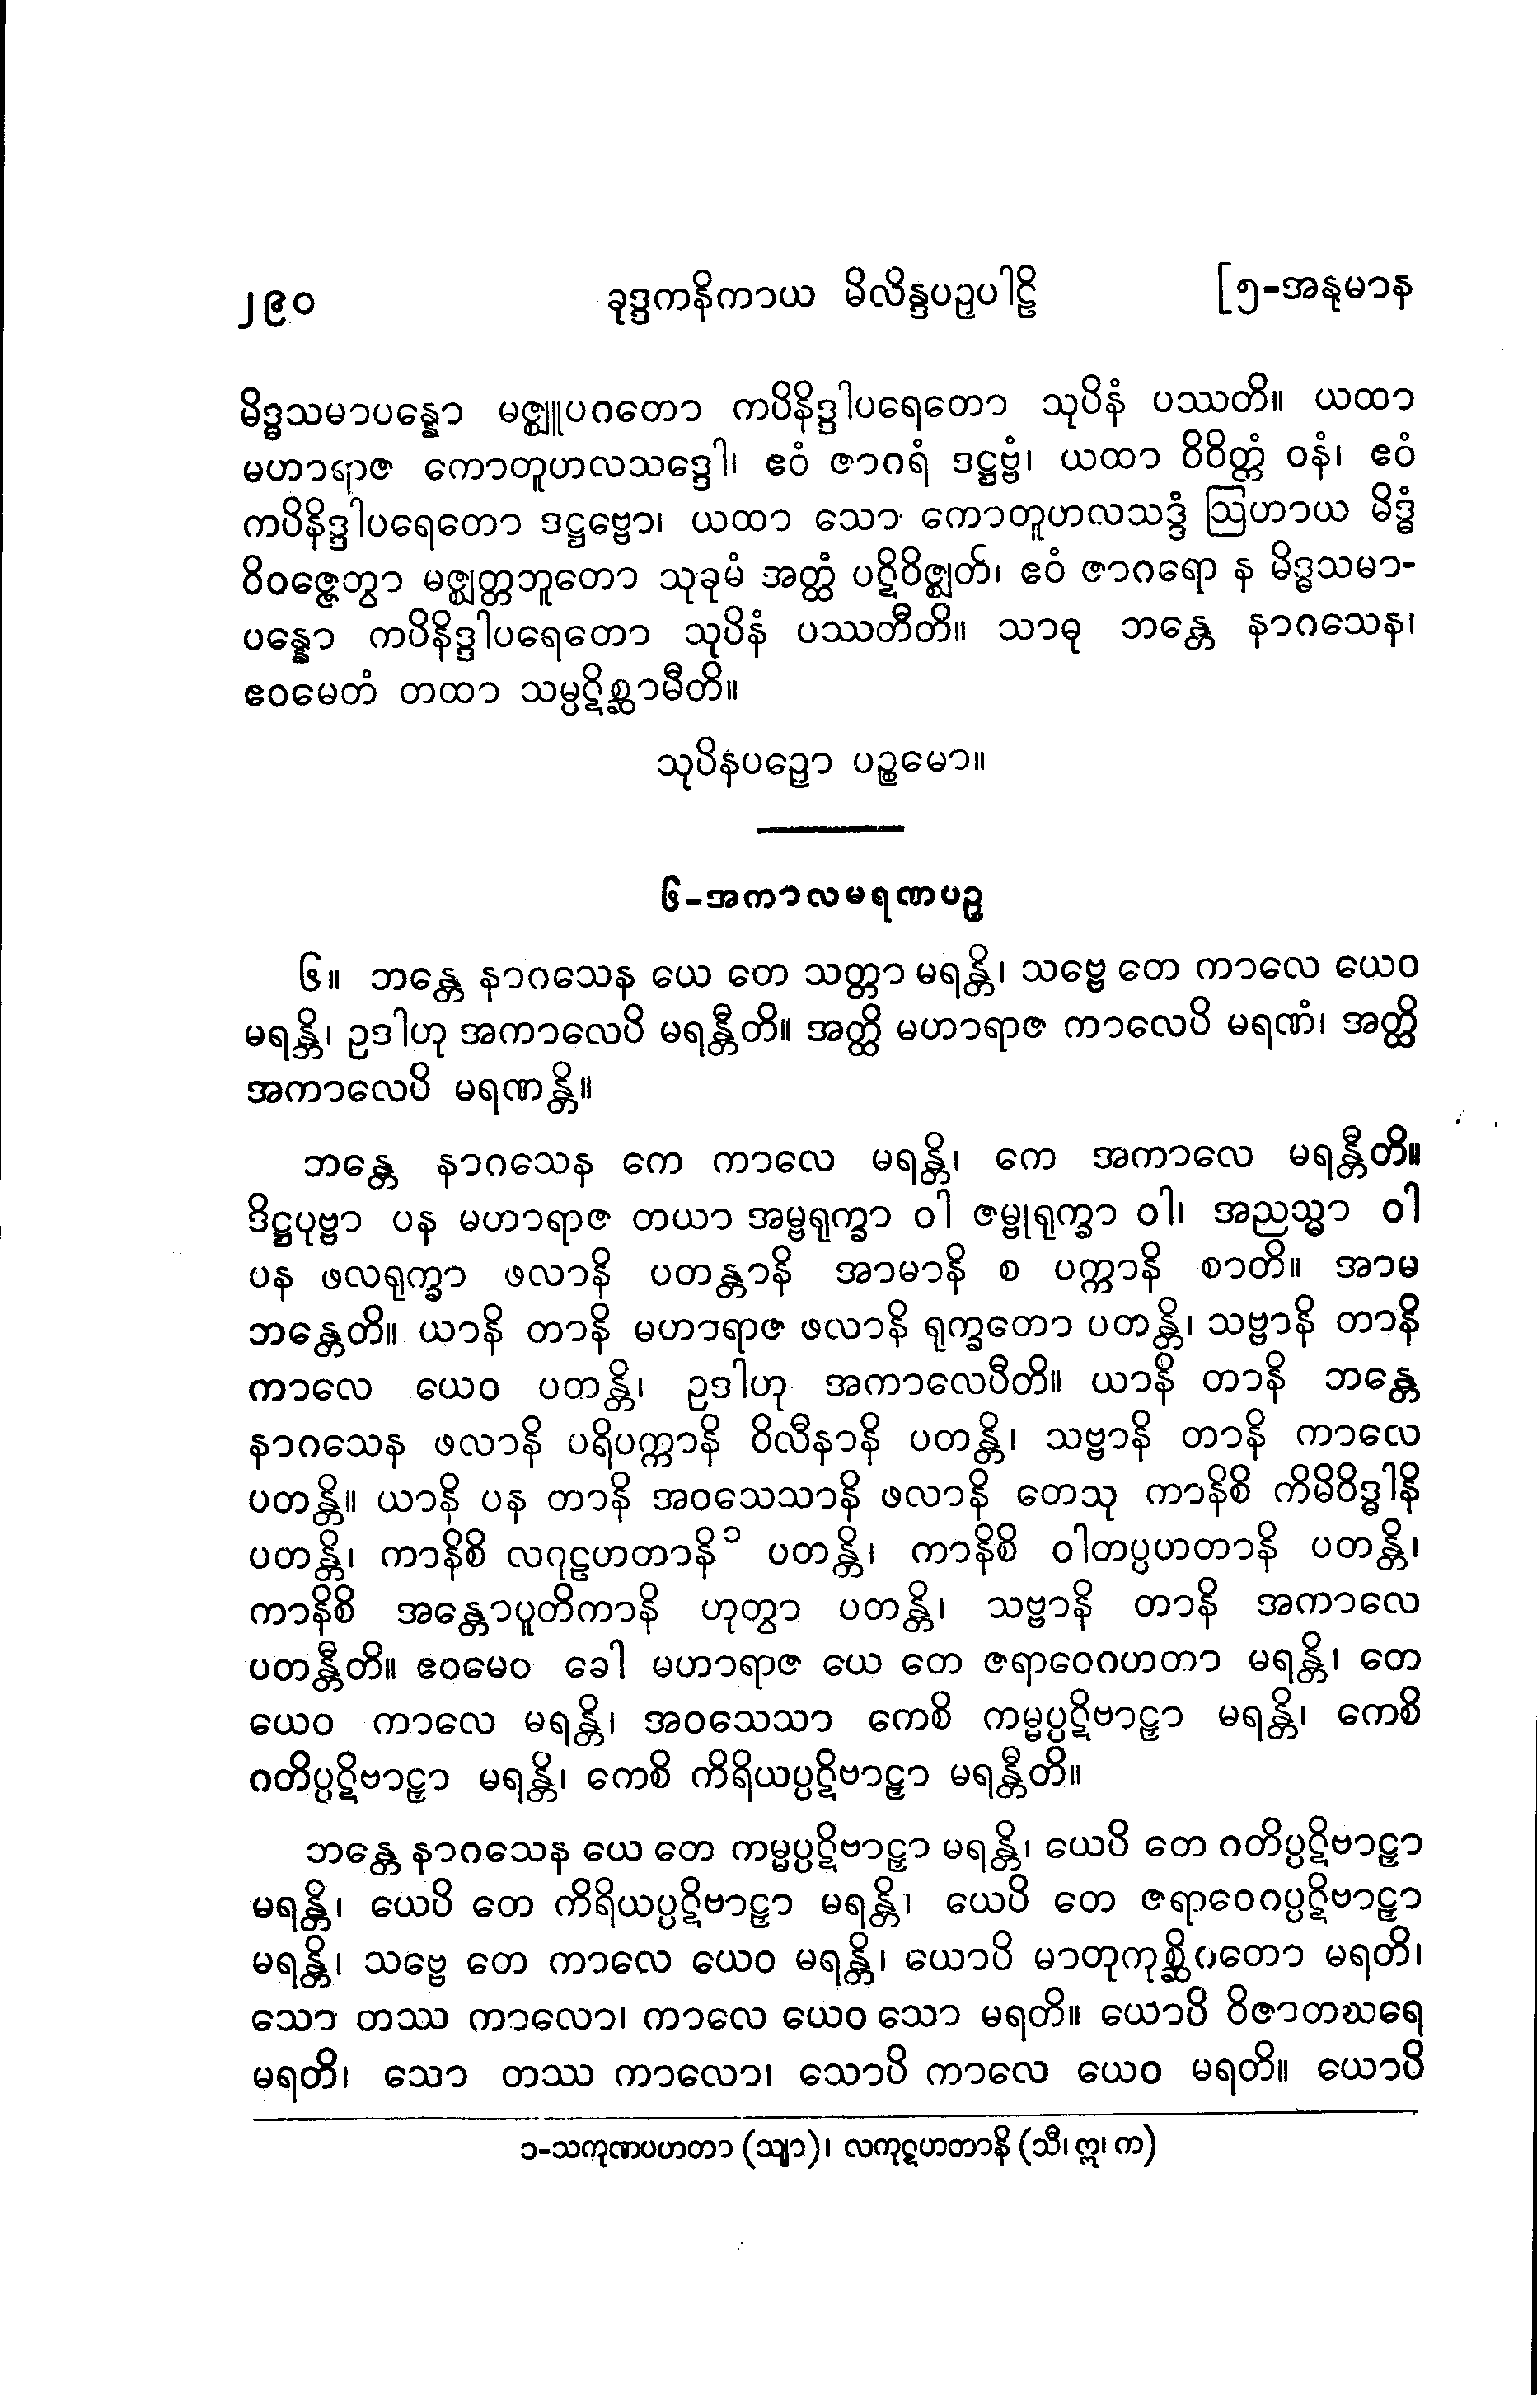 ၂၉၀ ခုဒ္ဒကနိကာယ မိလိန္ဒပဉှပါဠိ [၅-အနုမာန
မိဒ္ဓသမာပန္နော မဇ္ဈူပဂတော ကပိနိဒ္ဒါပရေတော သုပိနံ ပဿတိ။ ယထာ
မဟာရာဇ ကောတူဟလသဒ္ဒေါ၊ ဧဝံ ဇာဂရံ ဒဋ္ဌဗ္ဗံ၊ ယထာ ဝိဝိတ္တံ ဝနံ၊ ဧဝံ
ကပိနိဒ္ဒါပရေတော ဒဋ္ဌဗ္ဗော၊ ယထာ သော ကောတူဟလသဒ္ဒံ ဩဟာယ မိဒ္ဓံ
ဝိဝဇ္ဇေတွာ မဇ္ဈတ္တဘူတော သုခုမံ အတ္ထံ ပဋိဝိဇ္ဈတိ၊ ဧဝံ ဇာဂရော န မိဒ္ဓသမာ-
ပန္နော ကပိနိဒ္ဒါပရေတော သုပိနံ ပဿတီတိ။ သာဓု ဘန္တေ နာဂသေန၊
ဧဝမေတံ တထာ သမ္ပဋိစ္ဆာမီတိ။
သုပိနပဉှော ပဉ္စမော။
၆-အကာလမရဏပဉှ
၆။ ဘန္တေ နာဂသေန ယေ တေ သတ္တာ မရန္တိ၊ သဗ္ဗေ တေ ကာလေ ယေဝ
မရန္တိ၊ ဥဒါဟု အကာလေပိ မရန္တီတိ။ အတ္ထိ မဟာရာဇ ကာလေပိ မရဏံ၊ အတ္ထိ
အကာလေပိ မရဏန္တိ။
ဘန္တေ နာဂသေန ကေ ကာလေ မရန္တိ၊ ကေ အကာလေ မရန္တီတိ။
ဒိဋ္ဌပုဗ္ဗာ ပန မဟာရာဇ တယာ အမ္ဗရုက္ခာ ဝါ ဇမ္ဗုရုက္ခာ ဝါ၊ အညသ္မာ ဝါ
ပန ဖလရုက္ခာ ဖလာနိ ပတန္တာနိ အာမာနိ စ ပက္ကာနိ စာတိ။ အာမ
ဘန္တေတိ။ ယာနိ တာနိ မဟာရာဇ ဖလာနိ ရုက္ခတော ပတန္တိ၊ သဗ္ဗာနိ တာနိ
ကာလေ ယေဝ ပတန္တိ၊ ဥဒါဟု အကာလေပီတိ။ ယာနိ တာနိ ဘန္တေ
နာဂသေန ဖလာနိ ပရိပက္ကာနိ ဝိလီနာနိ ပတန္တိ၊ သဗ္ဗာနိ တာနိ ကာလေ
ပတန္တိ။ ယာနိ ပန တာနိ အဝသေသာနိ ဖလာနိ တေသု ကာနိစိ ကိမိဝိဒ္ဓါနိ
ပတန္တိ၊ ကာနိစိ လဂုဠဟတာနိ၁ ပတန္တိ၊ ကာနိစိ ဝါတပ္ပဟတာနိ ပတန္တိ၊
ကာနိစိ အန္တောပူတိကာနိ ဟုတွာ ပတန္တိ၊ သဗ္ဗာနိ တာနိ အကာလေ
ပတန္တီတိ။ ဧဝမေဝ ခေါ မဟာရာဇ ယေ တေ ဇရာဝေဂဟတာ မရန္တိ၊ တေ
ယေဝ ကာလေ မရန္တိ၊ အဝသေသာ ကေစိ ကမ္မပ္ပဋိဗာဠှာ မရန္တိ၊ ကေစိ
ဂတိပ္ပဋိဗာဠှာ မရန္တိ၊ ကေစိ ကိရိယပ္ပဋိဗာဠှာ မရန္တီတိ။
ဘန္တေ နာဂသေန ယေ တေ ကမ္မပ္ပဋိဗာဠှာ မရန္တိ၊ ယေပိ တေ ဂတိပ္ပဋိဗာဠှာ
မရန္တိ၊ ယေပိ တေ ကိရိယပ္ပဋိဗာဠှာ မရန္တိ၊ ယေပိ တေ ဇရာဝေဂပ္ပဋိဗာဠှာ
မရန္တိ၊ သဗ္ဗေ တေ ကာလေ ယေဝ မရန္တိ၊ ယောပိ မာတုကုစ္ဆိဂတော မရတိ၊
သော တဿ ကာလော၊ ကာလေ ယေဝ သော မရတိ။ ယောပိ ဝိဇာတဃရေ
မရတိ၊ သော တဿ ကာလော၊ သောပိ ကာလေ ယေဝ မရတိ။ ယောပိ
၁-သကုဏပဟတာ (သျာ)၊ လကုဋဟတာနိ (သီ၊ ဣ၊ က)